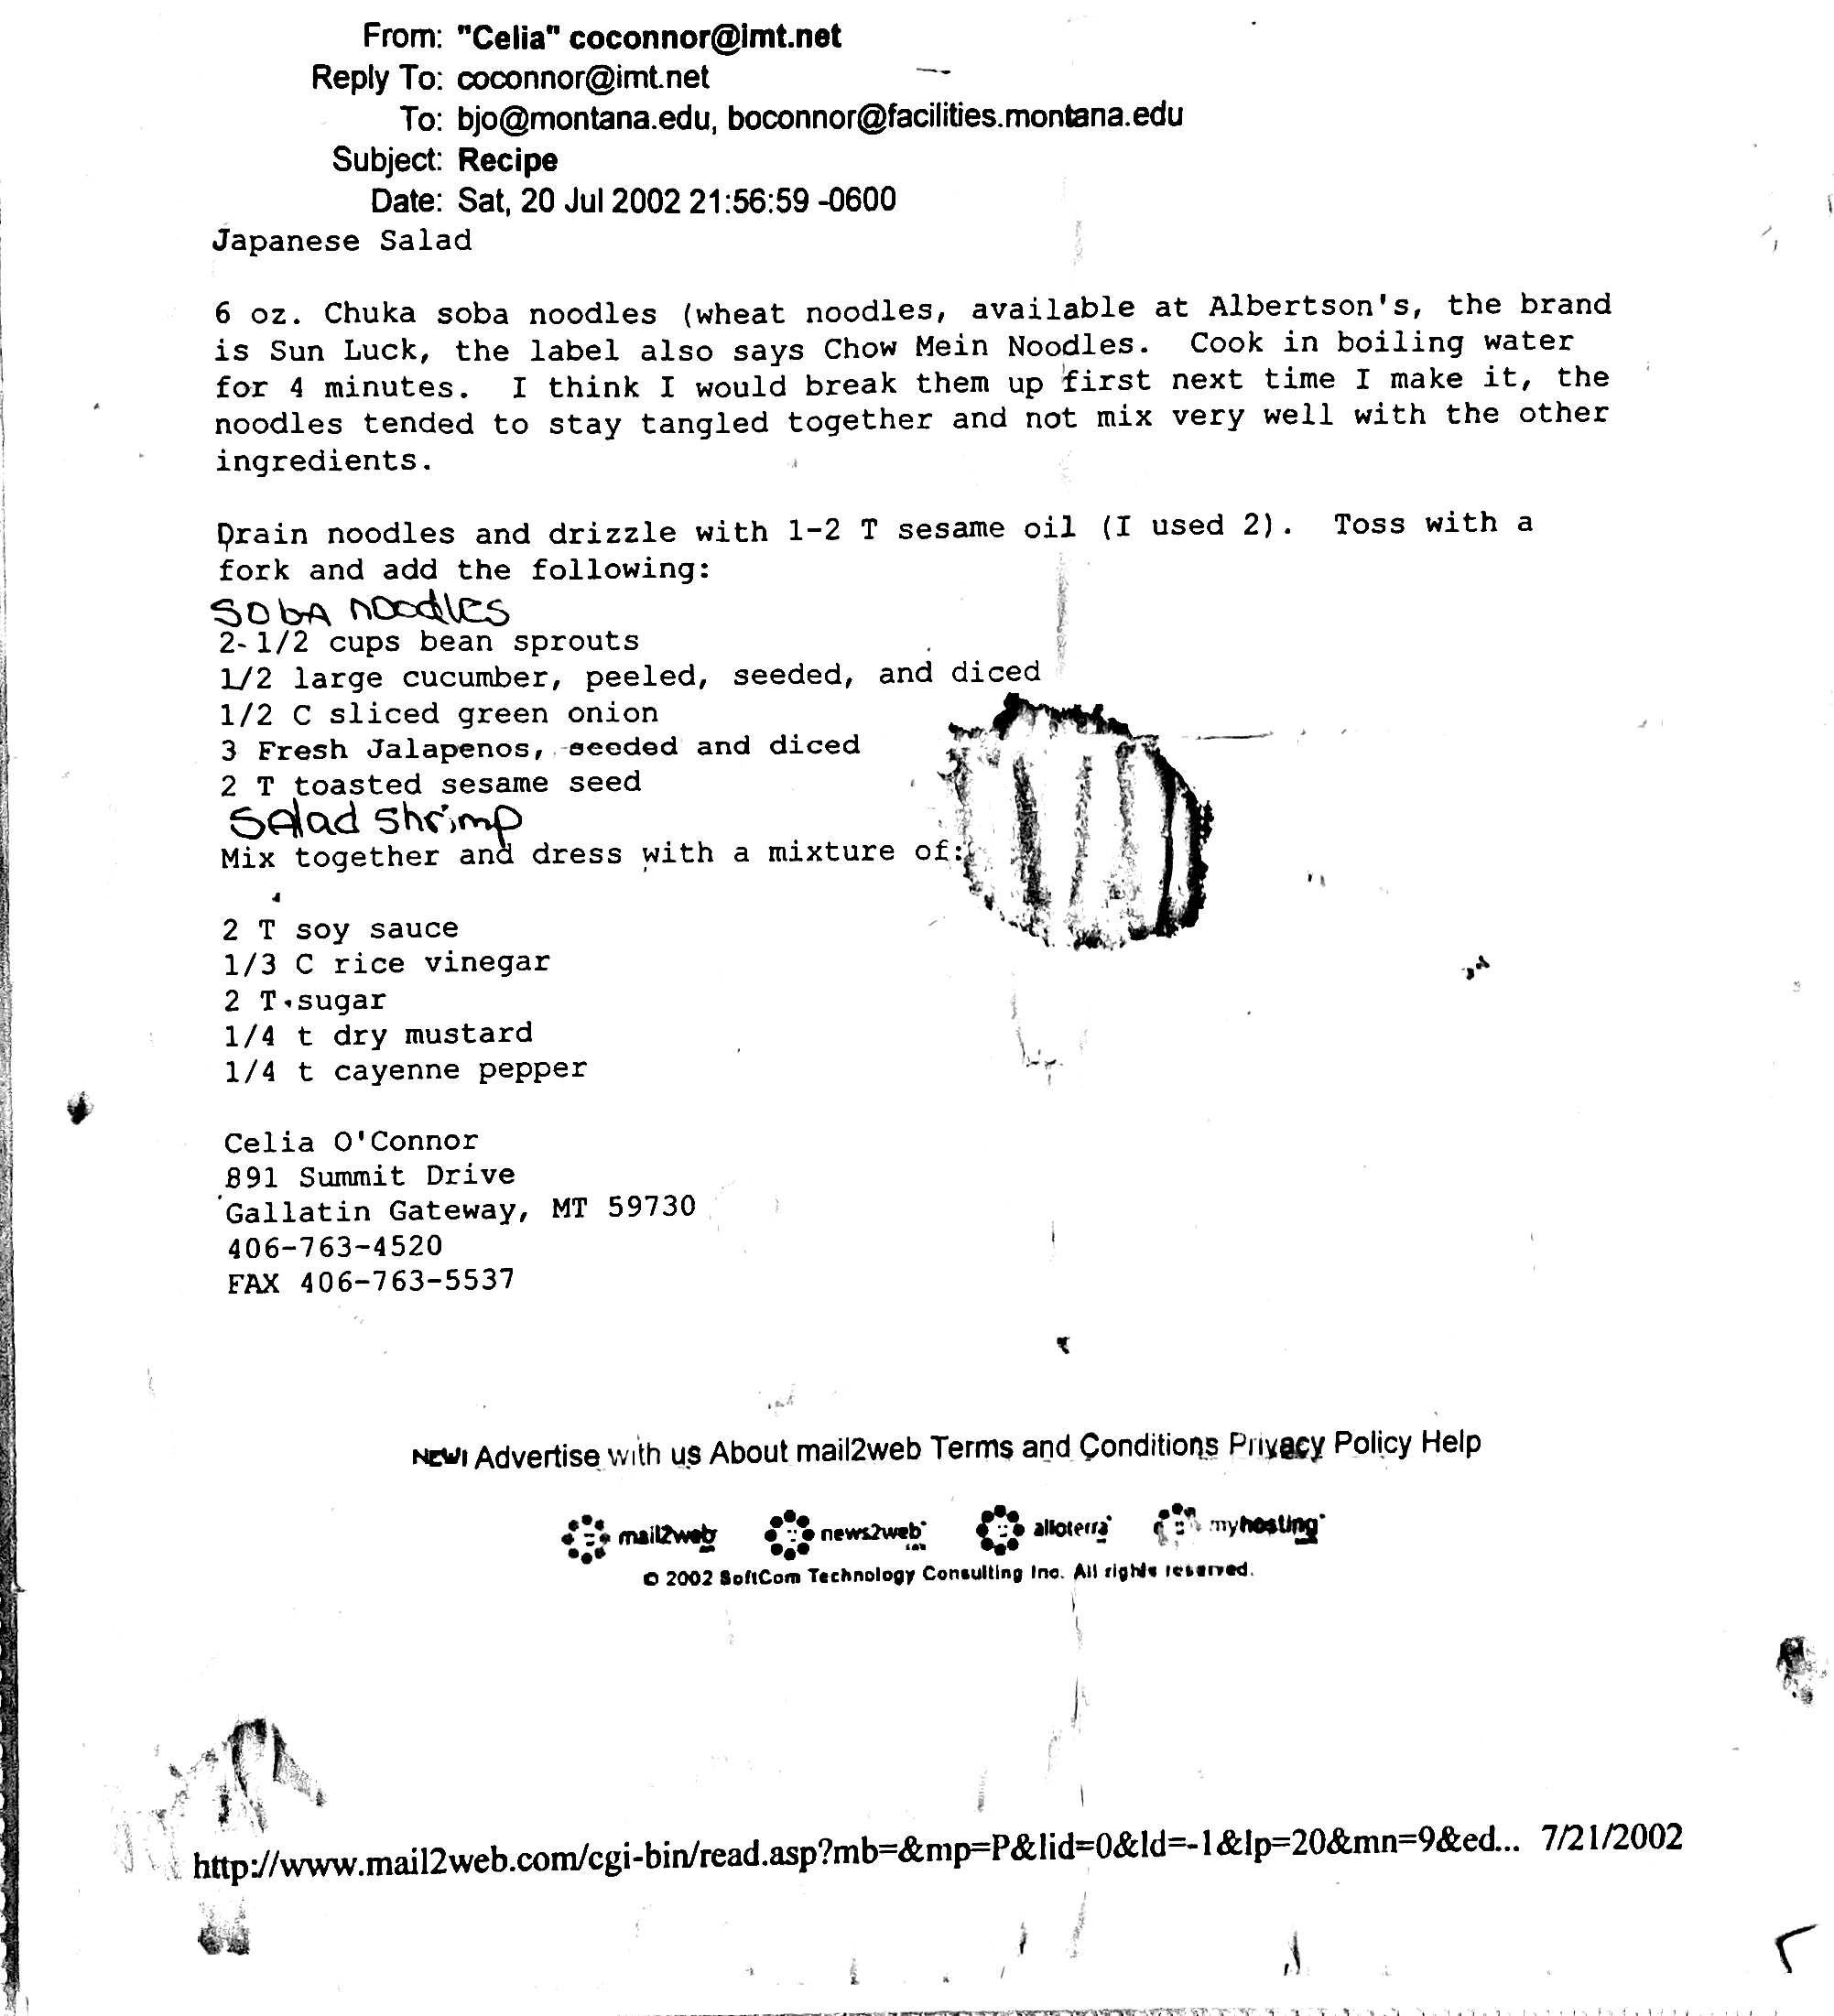 From: "Celia" coconnor@imt.net
Reply To: coconnor@imt.net
To: bjo@montana.edu, boconnor@facilities.montana.edu
Subject: Recipe
Date: Sat, 20 Jul 2002 21:56:59 -0600
Japanese Salad
6 oz. Chuka soba noodles (wheat noodles, available at Albertson's, the brand
is Sun Luck, the label also says Chow Mein Noodles.  Cook in boiling water
for 4 minutes.  I think I would break them up first next time I make it, the
noodles tended to stay tangled together and not mix very well with the other
ingredients.
Drain noodles and drizzle with 1-2 T sesame oil (I used 2).  Toss with a
fork and add the following:
SObA NOOdles
2-1/2 cups bean sprouts
1/2 large cucumber, peeled, seeded, and diced
1/2 C sliced green onion
3 Fresh Jalapenos, seeded and diced
2 T toasted sesame seed
SAlad Shrimp
Mix together and dress with a mixture of:
2 T soy sauce
1/3 C rice vinegar
2 T sugar
1/4 t dry mustard
1/4 t cayenne pepper
Celia O'Connor
891 Summit Drive
Gallatin Gateway, MT 59730
406-763-4520
FAX 406-763-5537
NEW! Advertise with us About mail2web Terms and Conditions Privacy Policy Help
mail2web news2web alloterra myhosting
© 2002 SoftCom Technology Consulting Inc. All rights reserved.
http://www.mail2web.com/cgi-bin/read.asp?mb=&mp=P&lid=0&ld=-1&lp=20&mn=9&ed... 7/21/2002